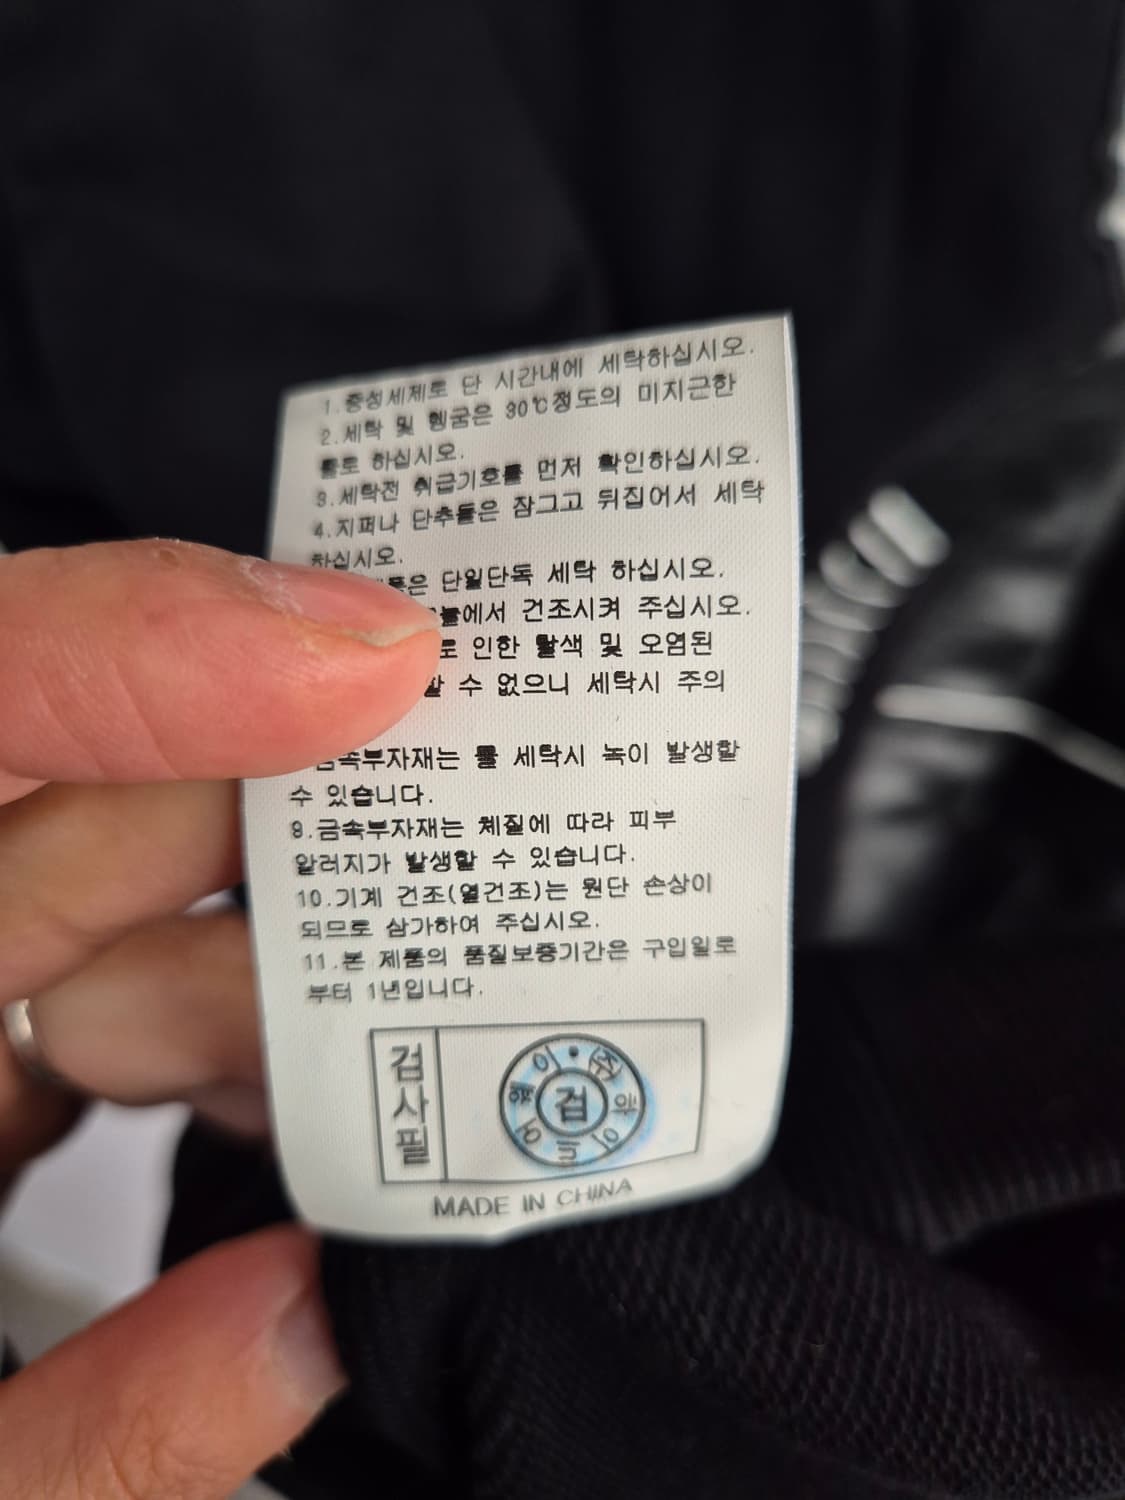 1.중성세제로 단 시간내에 세탁하십시오.
2.세탁 및 헹굼은 30℃정도의 미지근한
물로 하십시오.
3.세탁전 취급기호를 먼저 확인하십시오.
4.지퍼나 단추들은 잠그고 뒤집어서 세탁
하십시오.
단일단독 세탁 하십시오.
건조시켜 주십시오.
인한 탈색 및 오염된
수 없으니 세탁시 주의
금속부자재는 물 세탁시 녹이 발생할
수 있습니다.
9.금속부자재는 체질에 따라 피부
알러지가 발생할 수 있습니다.
10.기계 건조(열건조)는 원단 손상이
되므로 삼가하여 주십시오.
11.본 제품의 품질보증기간은 구입일로
부터 1년입니다.
검사필
검
MADE IN CHINA